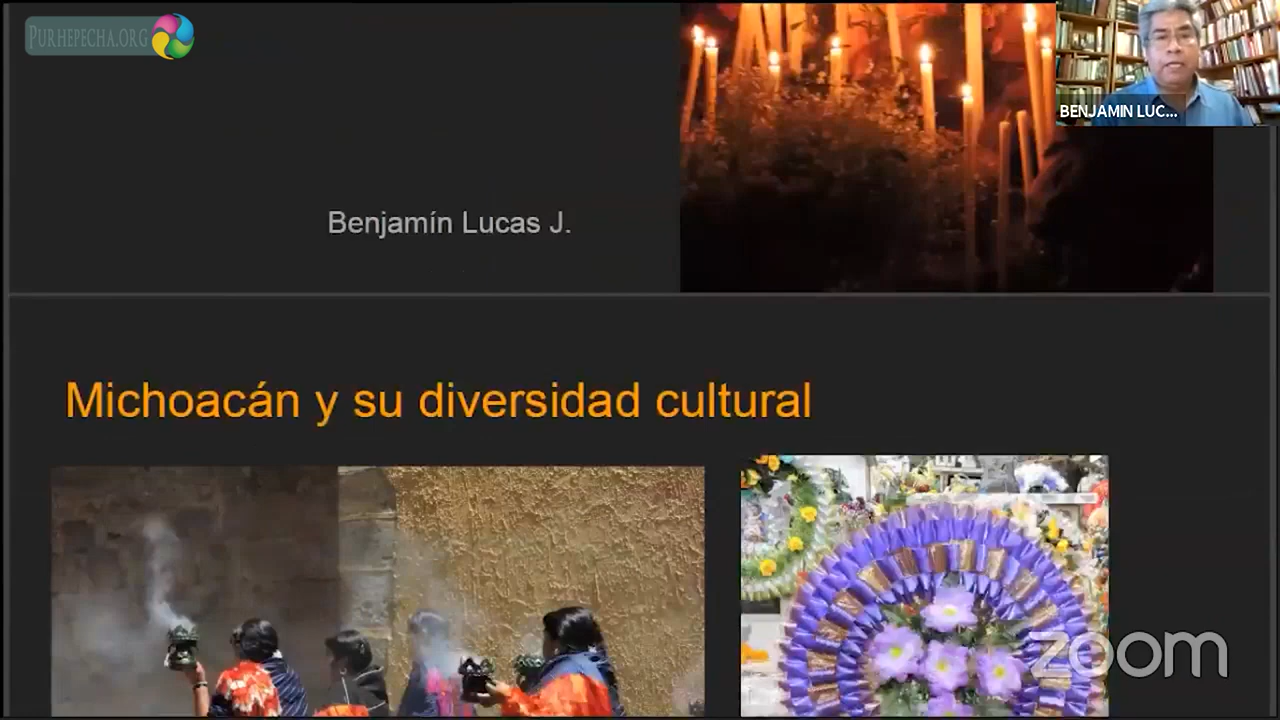 PURHEPECHA.ORG
BENJAMIN LUC...
Benjamín Lucas J.
Michoacán y su diversidad cultural
zoom